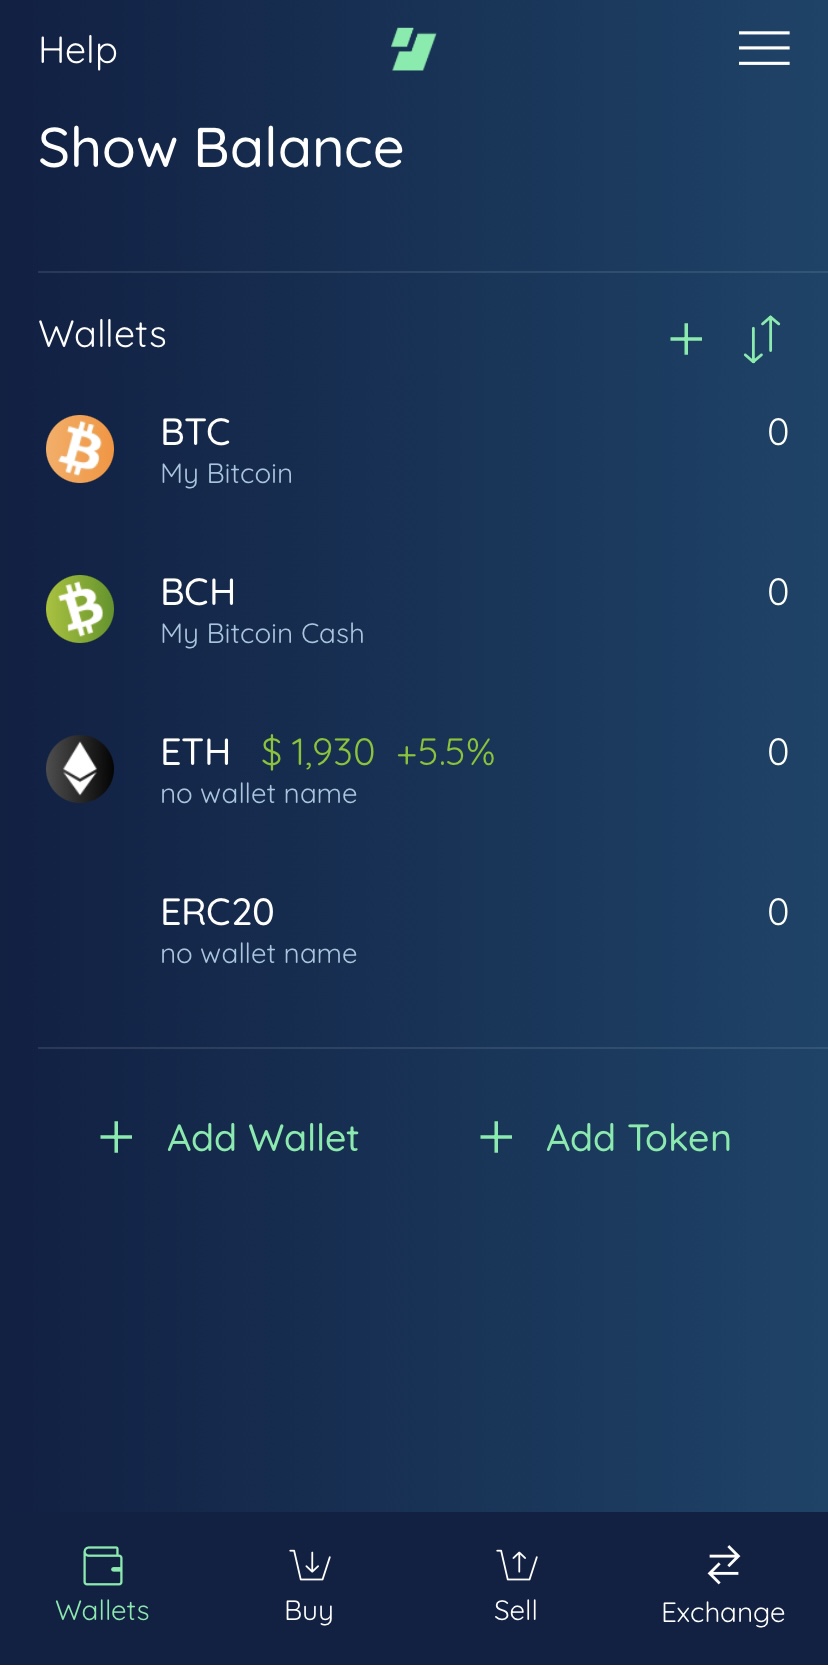 Help
Show Balance
Wallets
BTC 0
My Bitcoin
BCH 0
My Bitcoin Cash
ETH $ 1,930 +5.5% 0
no wallet name
ERC20 0
no wallet name
+ Add Wallet + Add Token
Wallets Buy Sell Exchange